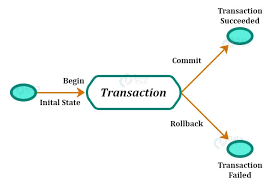 Transaction
Succeeded
Commit
Begin
Transaction
Inital State
Rollback
Transaction
Failed